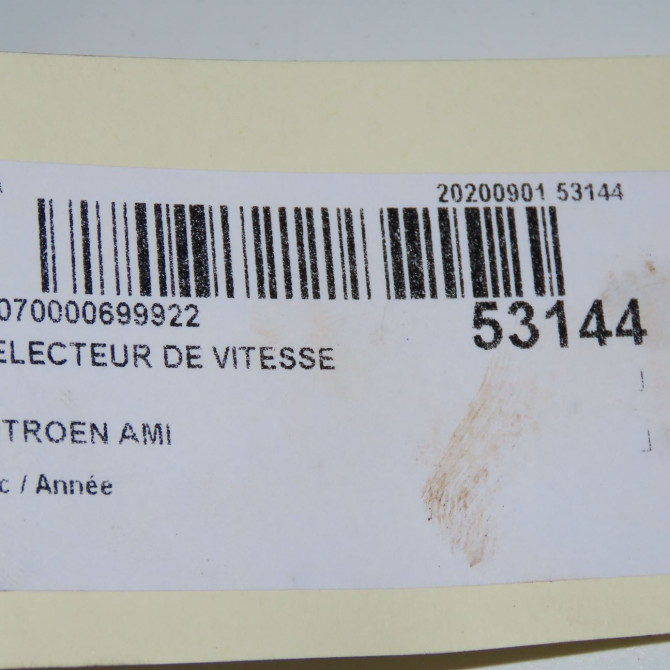 20200901 53144
070000699922
53144
ELECTEUR DE VITESSE
TROEN AMI
c / Année